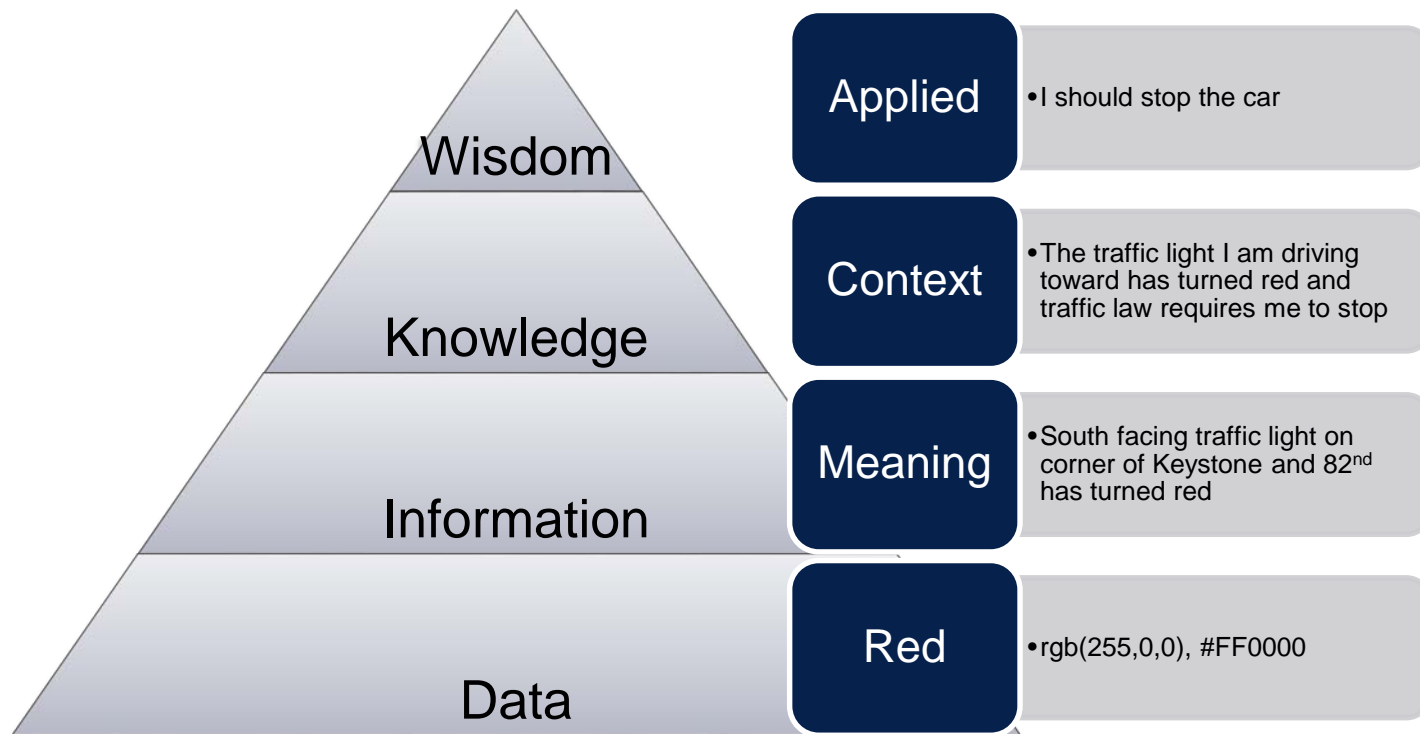 Wisdom
Applied
•I should stop the car
Knowledge
Context
•The traffic light I am driving
toward has turned red and
traffic law requires me to stop
Information
Meaning
•South facing traffic light on
corner of Keystone and 82nd
has turned red
Data
Red
•rgb(255,0,0), #FF0000